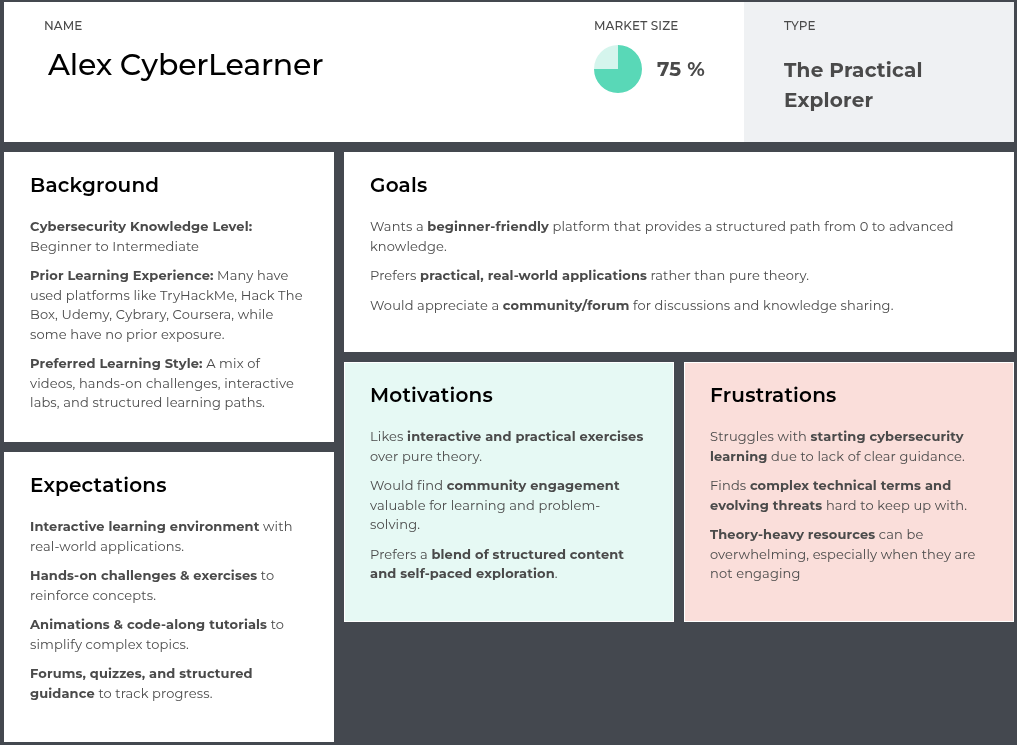 NAME
Alex CyberLearner
MARKET SIZE
75 %
TYPE
The Practical
Explorer
Background
Cybersecurity Knowledge Level:
Beginner to Intermediate
Prior Learning Experience: Many have
used platforms like TryHackMe, Hack The
Box, Udemy, Cybrary, Coursera, while
some have no prior exposure.
Preferred Learning Style: A mix of
videos, hands-on challenges, interactive
labs, and structured learning paths.
Goals
Wants a beginner-friendly platform that provides a structured path from 0 to advanced
knowledge.
Prefers practical, real-world applications rather than pure theory.
Would appreciate a community/forum for discussions and knowledge sharing.
Motivations
Likes interactive and practical exercises
over pure theory.
Would find community engagement
valuable for learning and problem-
solving.
Prefers a blend of structured content
and self-paced exploration.
Frustrations
Struggles with starting cybersecurity
learning due to lack of clear guidance.
Finds complex technical terms and
evolving threats hard to keep up with.
Theory-heavy resources can be
overwhelming, especially when they are
not engaging
Expectations
Interactive learning environment with
real-world applications.
Hands-on challenges & exercises to
reinforce concepts.
Animations & code-along tutorials to
simplify complex topics.
Forums, quizzes, and structured
guidance to track progress.